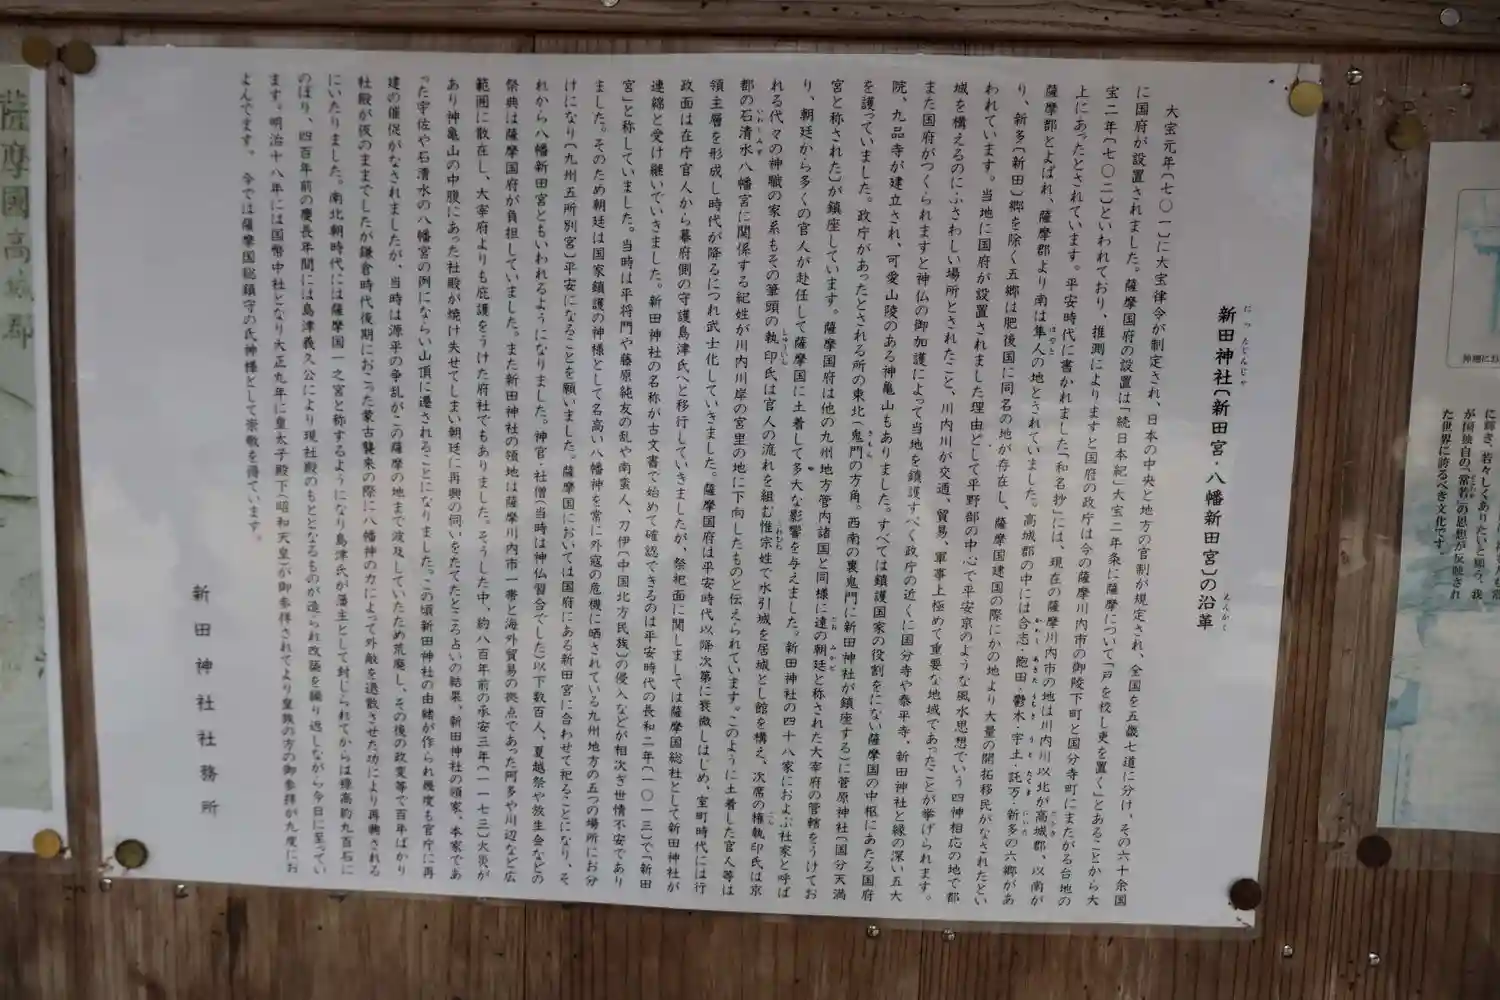 新田神社〔新田宮・八幡新田宮〕の沿革
にったじんじゃ
えんかく
大宝元年〔七〇一〕に大宝律令が制定され、日本の中央と地方の官制が規定され、全国を五畿七道に分け、その六十余国
に国府が設置されました。薩摩国府の設置は「続日本紀」大宝二年条に薩摩について「戸を校し吏を置く」とあることから大
宝二年〔七〇二〕といわれており、推測によりますと国府の政庁は今の薩摩川内市の御陵下町と国分寺町にまたがる台地の
上にあったとされています。平安時代に書かれました「和名抄」には、現在の薩摩川内市の地は川内川以北が高城郡、以南が
薩摩郡とよばれ、薩摩郡より南は隼人の地とされていました。高城郡の中には合志・飽田・鬱木・宇土・託万・新多の六郷があ
り、新多〔新田〕郷を除く五郷は肥後国に同名の地が存在し、薩摩国建国の際にかの地より大量の開拓移民がなされたとい
われています。当地に国府が設置されました理由として平野部の中心で平安京のような風水思想でいう四神相応の地で都
城を構えるのにふさわしい場所とされたこと、川内川が交通、貿易、軍事上極めて重要な地域であったことが挙げられます。
また国府がつくられますと神仏の御加護によって当地を鎮護すべく政庁の近くに国分寺や泰平寺、新田神社と縁の深い五大
院、九品寺が建立され、可愛山陵のある神亀山もありました。すべては鎮護国家の役割をにない薩摩国の中枢にあたる国府
を護っていました。政庁があったとされる所の東北(鬼門の方角。西南の裏鬼門に新田神社が鎮座する)に菅原神社〔国分天満
宮と称された〕が鎮座しています。薩摩国府は他の九州地方管内諸国と同様に遠の朝廷と称された大宰府の管轄をうけてお
り、朝廷から多くの官人が赴任して薩摩国に土着して多大な影響を与えました。新田神社の四十八家におよぶ社家と呼ば
れる代々の神職の家系もその筆頭の執印氏は官人の流れを組む惟宗姓で水引城を居城とし館を構え、次席の権執印氏は京
都の石清水八幡宮に関係する紀姓が川内川岸の宮里の地に下向したものと伝えられています。このように土着した官人等は
領主層を形成し時代が降るにつれ武士化していきました。薩摩国府は平安時代以降次第に衰微しはじめ、室町時代には行
政面は在庁官人から幕府側の守護島津氏へと移行していきましたが、祭祀面に関しましては薩摩国総社として新田神社が
連綿と受け継いでいきました。新田神社の名称が古文書で始めて確認できるのは平安時代の長和二年〔一〇一三〕で「新田
宮」と称していました。当時は平将門や藤原純友の乱や南蛮人、刀伊〔中国北方民族〕の侵入などが相次ぎ世情不安であり
ました。そのため朝廷は国家鎮護の神様として名高い八幡神を常に外寇の危機に晒されている九州地方の五つの場所にお分
けになり〔九州五所別宮〕平安になることを願いました。薩摩国においては国府にある新田宮に合わせて祀ることになり、そ
れから八幡新田宮ともいわれるようになりました。神官・社僧(当時は神仏習合でした)以下数百人、夏越祭や放生会などの
祭典は薩摩国府が負担していました。また新田神社の領地は薩摩川内市一帯と海外貿易の拠点であった阿多や川辺など広
範囲に散在し、大宰府よりも庇護をうけた府社でもありました。そうした中、約八百年前の承安三年〔一一七三〕火災が
あり神亀山の中腹にあった社殿が焼け失せてしまい朝廷に再興の伺いをたてたところ占いの結果、新田神社の領家、本家であ
った宇佐や石清水の八幡宮の例にならい山頂に遷されることになりました。この頃新田神社の由緒が作られ幾度も官庁に再
建の催促がなされましたが、当時は源平の争乱がこの薩摩の地まで波及していたため荒廃し、その後の政変等で百年ばかり
社殿が仮のままでしたが鎌倉時代後期におこった蒙古襲来の際に八幡神の力によって外敵を退散させた功により再興される
にいたりました。南北朝時代には薩摩国一之宮と称するようになり島津氏が藩主として封じられてからは禄高約九百石に
のぼり、四百年前の慶長年間には島津義久公により現社殿のもととなるものが造られ改築を繰り返しながら今日に至ってい
ます。明治十八年には国幣中社となり大正九年に皇太子殿下(昭和天皇)が御参拝されてより皇族の方の御参拝が九度にお
よんでます。今では薩摩国総鎮守の氏神様として崇敬を得ています。
新田神社社務所
薩摩國高城郡
に輝き、若々しくありたいと願う、我
が国独自の「常若」の思想が反映され
た世界に誇るべき文化です。